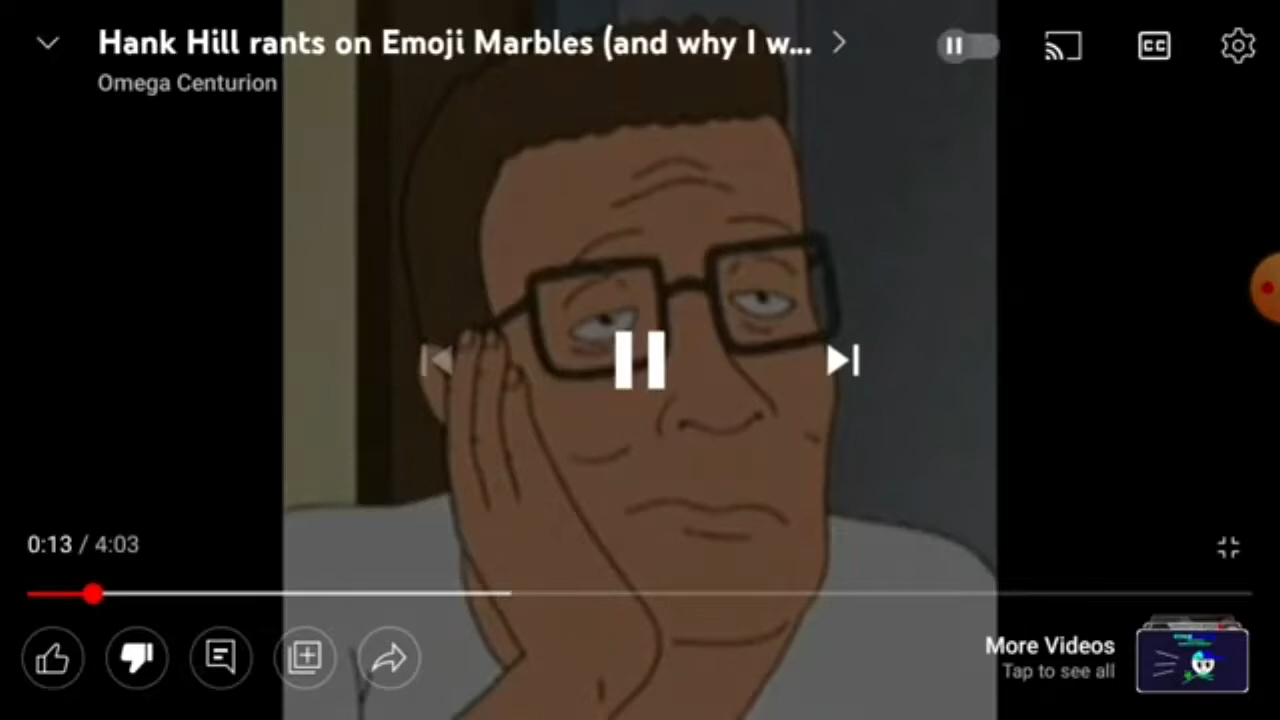 Hank Hill rants on Emoji Marbles (and why I w...
Omega Centurion
CC
0:13 / 4:03
More Videos
Tap to see all